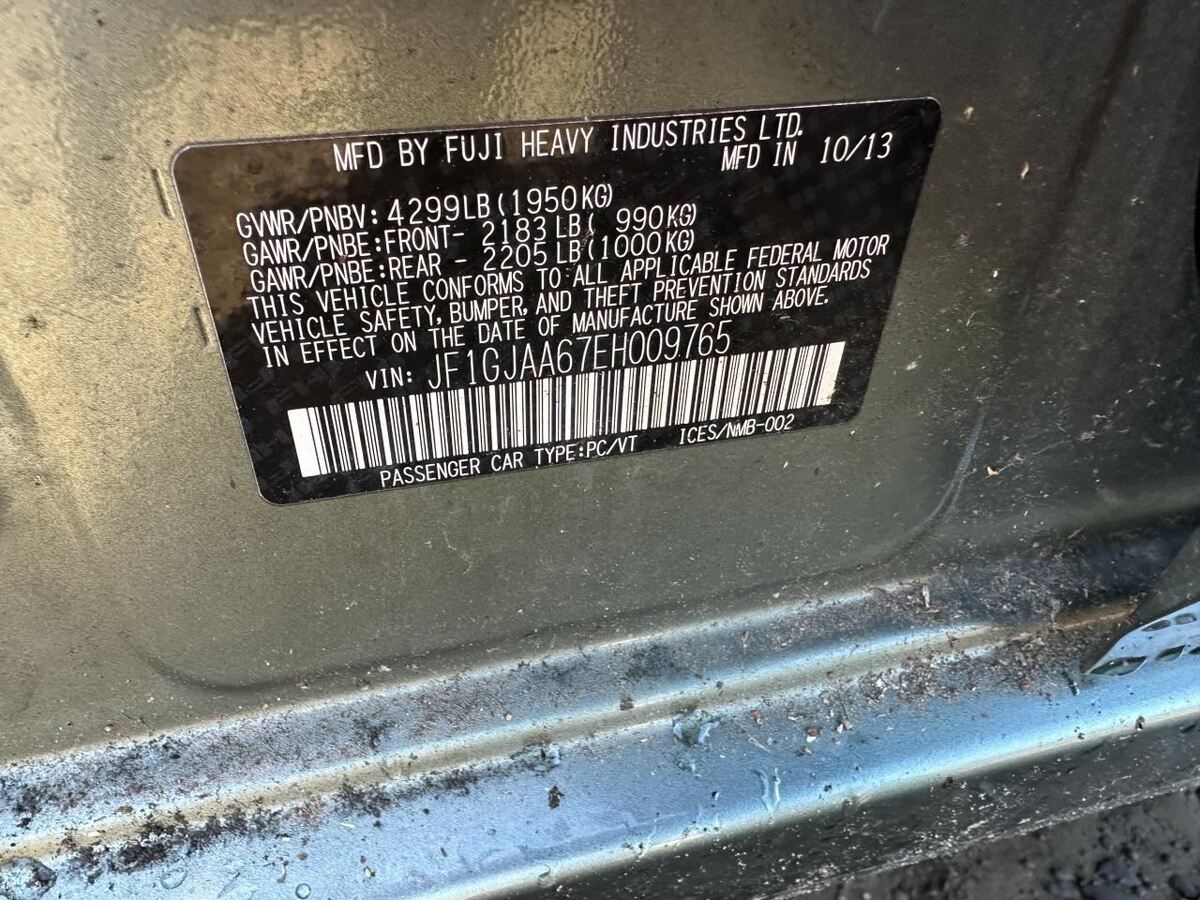 MFD BY FUJI HEAVY INDUSTRIES LTD.
MFD IN 10/13
GVWR/PNBV: 4299LB (1950KG)
GAWR/PNBE:FRONT- 2183 LB( 990KG)
GAWR/PNBE:REAR - 2205 LB(1000KG)
THIS VEHICLE CONFORMS TO ALL APPLICABLE FEDERAL MOTOR
VEHICLE SAFETY, BUMPER, AND THEFT PREVENTION STANDARDS
IN EFFECT ON THE DATE OF MANUFACTURE SHOWN ABOVE.
VIN: JF1GJAA67EH009765
PASSENGER CAR TYPE:PC/VT ICES/NMB-002